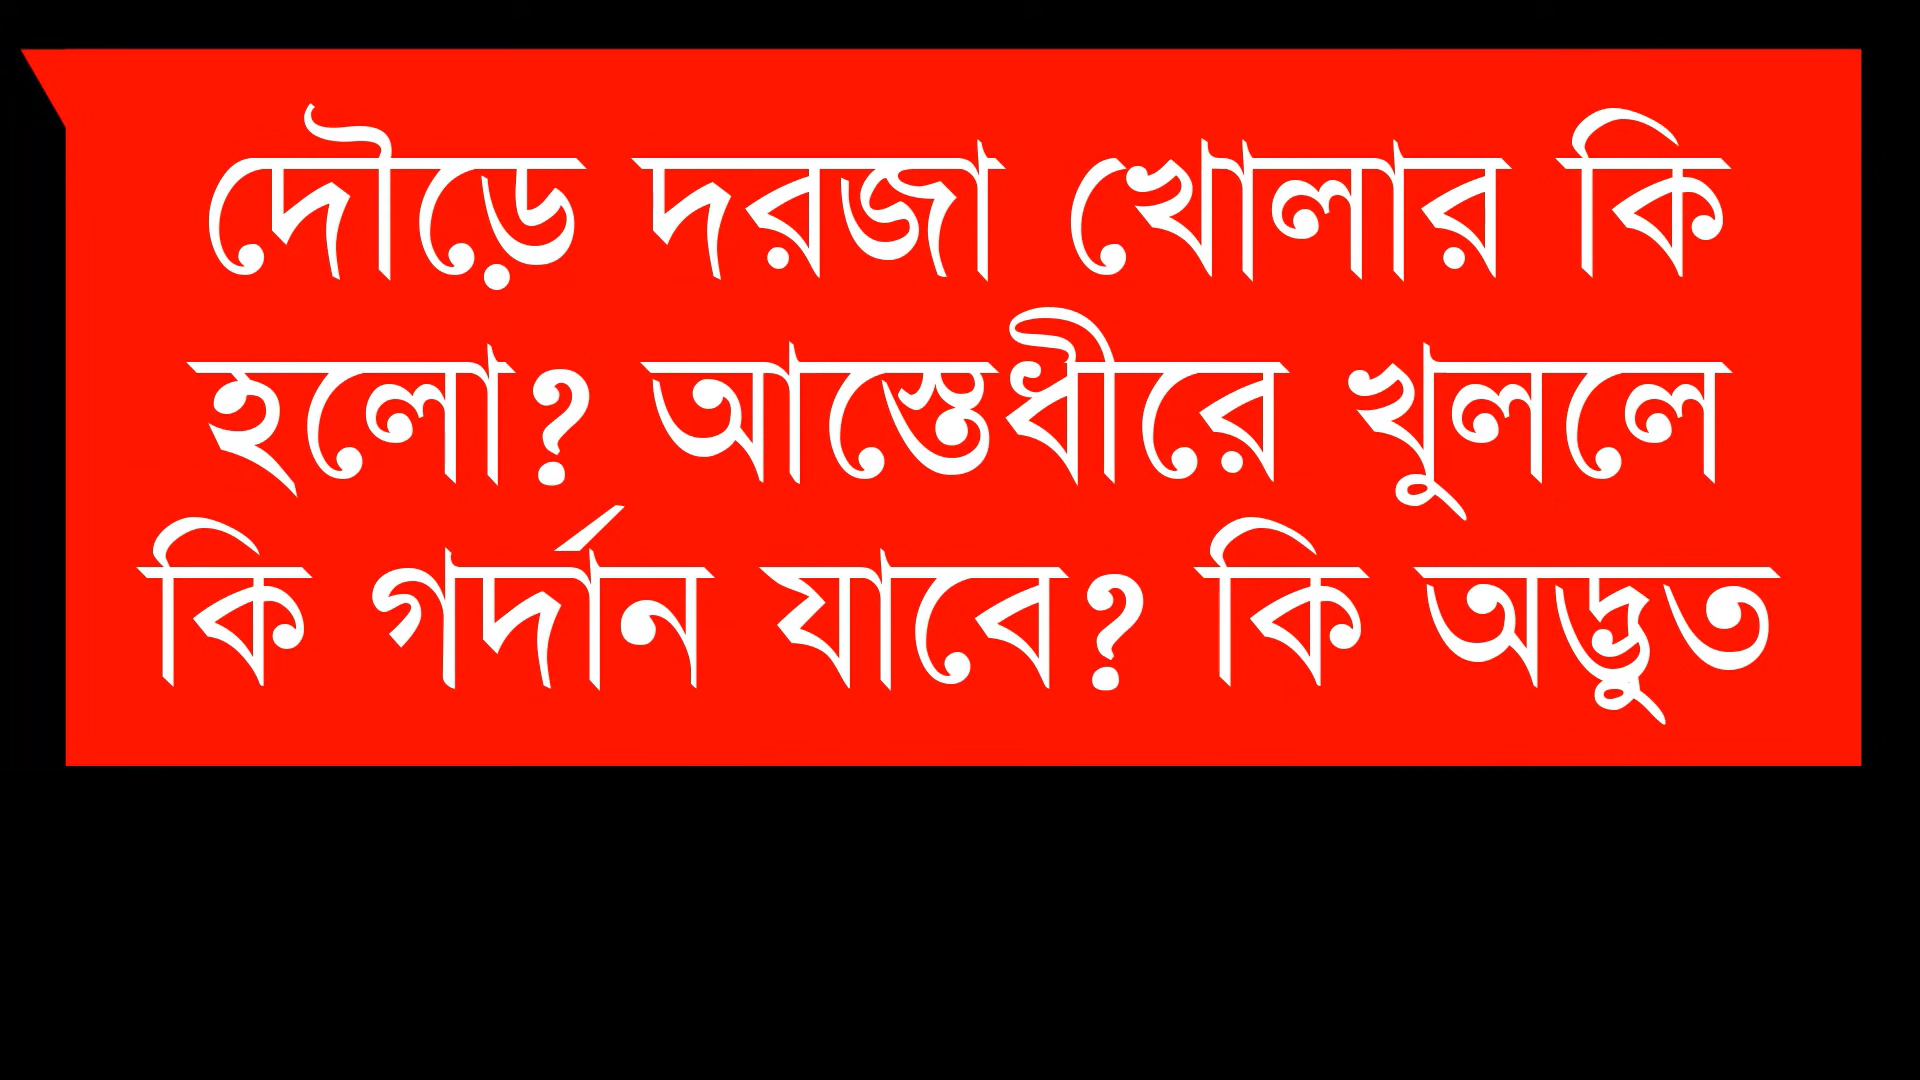 দৌড়ে দরজা খোলার কি
হলো? আস্তেধীরে খুললে
কি গর্দান যাবে? কি অদ্ভুত